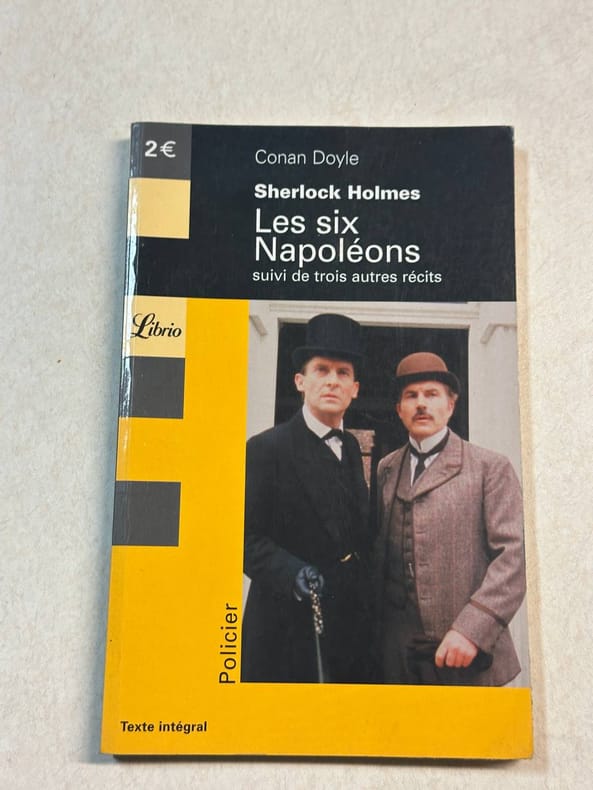 2€
Conan Doyle
Sherlock Holmes
Les six
Napoléons
suivi de trois autres récits
Librio
Policier
Texte intégral